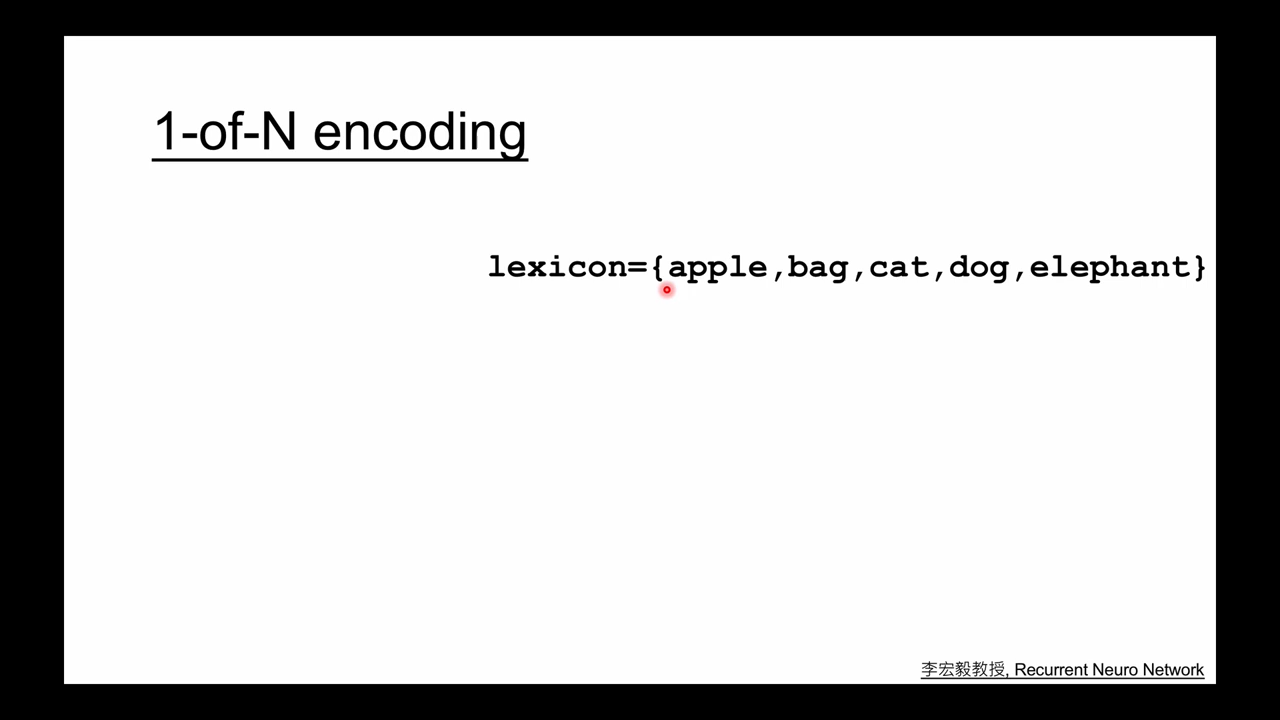 1-of-N encoding
lexicon={apple,bag,cat,dog,elephant}
李宏毅教授, Recurrent Neuro Network